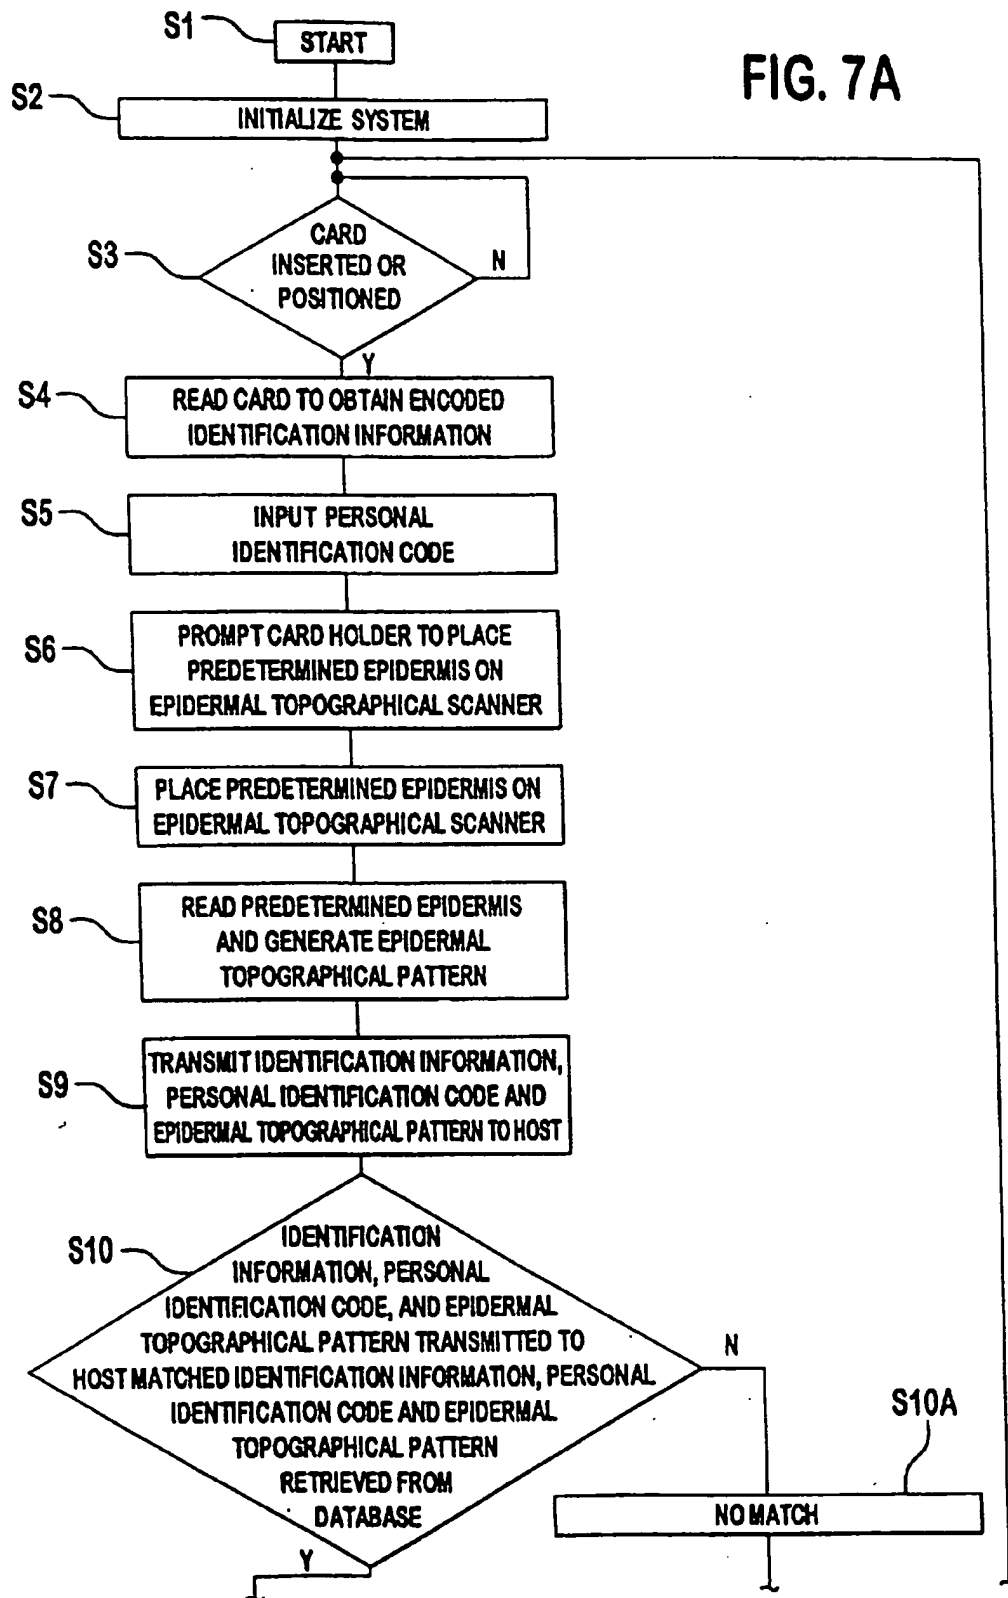 S1
START
FIG. 7A
S2
INITIALIZE SYSTEM
S3
CARD
INSERTED OR
POSITIONED
N
Y
S4
READ CARD TO OBTAIN ENCODED
IDENTIFICATION INFORMATION
S5
INPUT PERSONAL
IDENTIFICATION CODE
S6
PROMPT CARD HOLDER TO PLACE
PREDETERMINED EPIDERMIS ON
EPIDERMAL TOPOGRAPHICAL SCANNER
S7
PLACE PREDETERMINED EPIDERMIS ON
EPIDERMAL TOPOGRAPHICAL SCANNER
S8
READ PREDETERMINED EPIDERMIS
AND GENERATE EPIDERMAL
TOPOGRAPHICAL PATTERN
S9
TRANSMIT IDENTIFICATION INFORMATION,
PERSONAL IDENTIFICATION CODE AND
EPIDERMAL TOPOGRAPHICAL PATTERN TO HOST
S10
IDENTIFICATION
INFORMATION, PERSONAL
IDENTIFICATION CODE, AND EPIDERMAL
TOPOGRAPHICAL PATTERN TRANSMITTED TO
HOST MATCHED IDENTIFICATION INFORMATION, PERSONAL
IDENTIFICATION CODE AND EPIDERMAL
TOPOGRAPHICAL PATTERN
RETRIEVED FROM
DATABASE
N
S10A
NO MATCH
Y